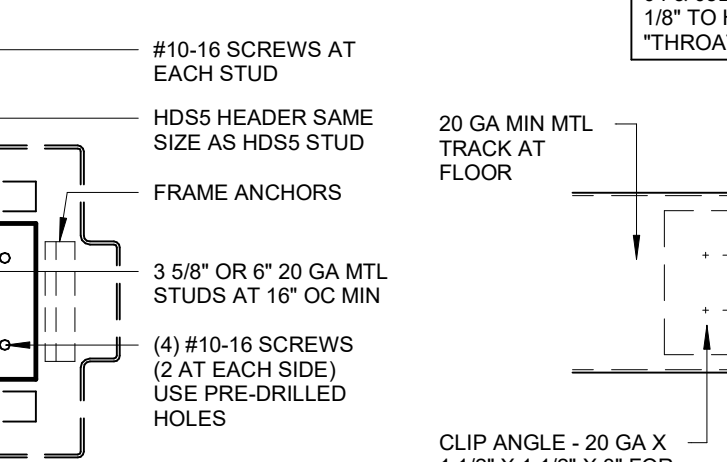 #10-16 SCREWS AT
EACH STUD
HDS5 HEADER SAME
SIZE AS HDS5 STUD
FRAME ANCHORS
3 5/8" OR 6" 20 GA MTL
STUDS AT 16" OC MIN
(4) #10-16 SCREWS
(2 AT EACH SIDE)
USE PRE-DRILLED
HOLES
1/8" TO
"THROAT
20 GA MIN MTL
TRACK AT
FLOOR
CLIP ANGLE - 20 GA X